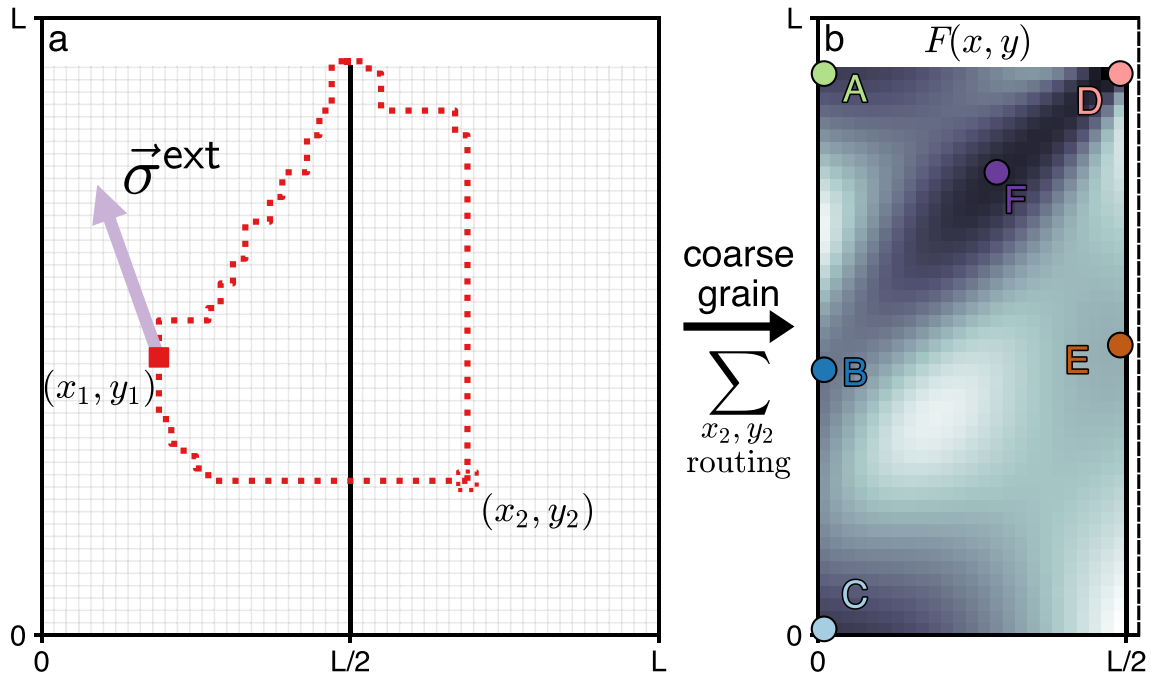 L
a
σ⃗ ext
(x₁, y₁)
(x₂, y₂)
0
0
L/2
L
coarse
grain
∑
x₂, y₂
routing
L
b
F(x, y)
A
D
F
B
E
C
0
0
L/2